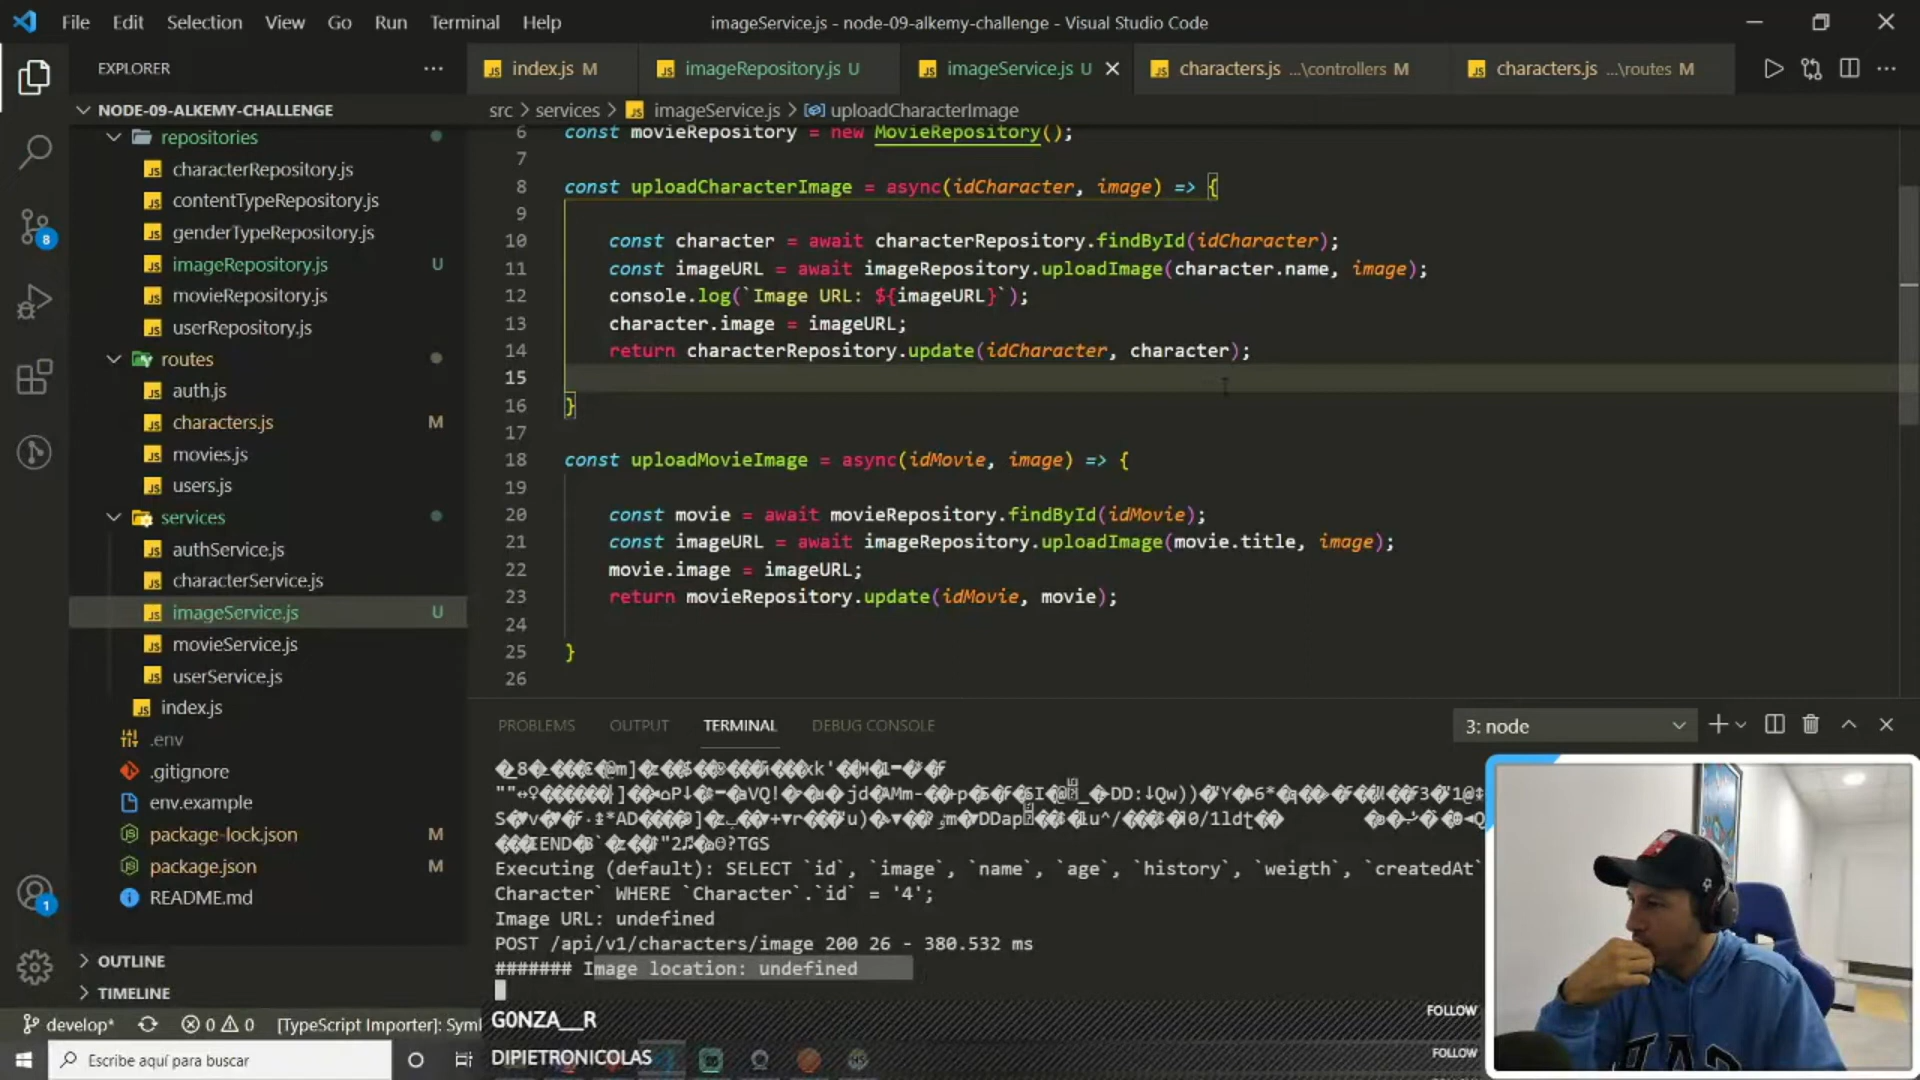 File Edit Selection View Go Run Terminal Help
imageService.js - node-09-alkemy-challenge - Visual Studio Code
EXPLORER
index.js M
imageRepository.js U
imageService.js U
characters.js ...\controllers M
characters.js ...\routes M
NODE-09-ALKEMY-CHALLENGE
src > services > imageService.js > uploadCharacterImage
repositories
characterRepository.js
contentTypeRepository.js
genderTypeRepository.js
imageRepository.js U
movieRepository.js
userRepository.js
routes
auth.js
characters.js M
movies.js
users.js
services
authService.js
characterService.js
imageService.js U
movieService.js
userService.js
index.js
.env
.gitignore
env.example
package-lock.json M
package.json M
README.md
OUTLINE
TIMELINE
8
1
6 const movieRepository = new MovieRepository();
7
8 const uploadCharacterImage = async(idCharacter, image) => {
9
10 const character = await characterRepository.findById(idCharacter);
11 const imageURL = await imageRepository.uploadImage(character.name, image);
12 console.log(`Image URL: ${imageURL}`);
13 character.image = imageURL;
14 return characterRepository.update(idCharacter, character);
15
16 }
17
18 const uploadMovieImage = async(idMovie, image) => {
19
20 const movie = await movieRepository.findById(idMovie);
21 const imageURL = await imageRepository.uploadImage(movie.title, image);
22 movie.image = imageURL;
23 return movieRepository.update(idMovie, movie);
24
25 }
26
PROBLEMS OUTPUT TERMINAL DEBUG CONSOLE
3: node
Executing (default): SELECT `id`, `image`, `name`, `age`, `history`, `weigth`, `createdAt`
Character` WHERE `Character`.`id` = '4';
Image URL: undefined
POST /api/v1/characters/image 200 26 - 380.532 ms
####### Image location: undefined
G0NZA__R
FOLLOW
DIPIETRONICOLAS
FOLLOW
develop* 0 0 [TypeScript Importer]: Syml
Escribe aquí para buscar